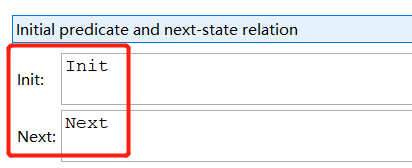 Initial predicate and next-state relation
Init: Init
Next: Next